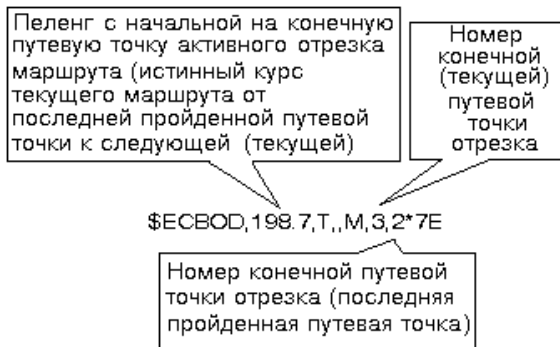 Пеленг с начальной на конечную
путевую точку активного отрезка
маршрута (истинный курс
текущего маршрута от
последней пройденной путевой
точки к следующей (текущей)
Номер
конечной
(текущей)
путевой
точки
отрезка
$ECBOD,198.7,T,,M,3,2*7E
Номер конечной путевой
точки отрезка (последняя
пройденная путевая точка)